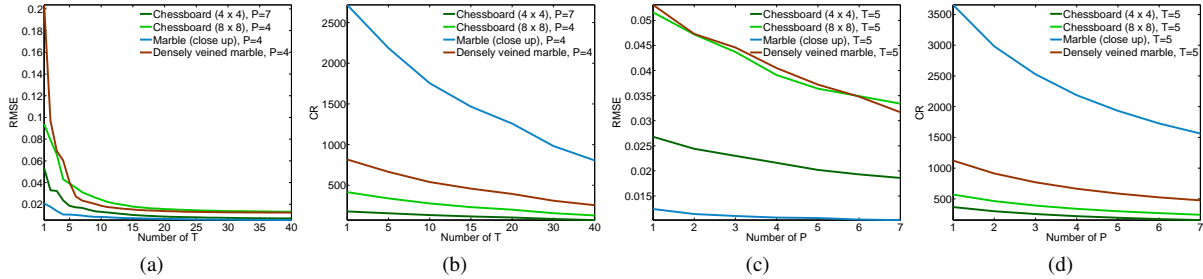 0.2
0.18
0.16
0.14
0.12
0.1
0.08
0.06
0.04
0.02
RMSE
1 5 10 15 20 25 30 35 40
Number of T
Chessboard (4 x 4), P=7
Chessboard (8 x 8), P=4
Marble (close up), P=4
Densely veined marble, P=4
(a)
2500
2000
1500
1000
500
CR
1 5 10 15 20 30 40
Number of T
Chessboard (4 x 4), P=7
Chessboard (8 x 8), P=4
Marble (close up), P=4
Densely veined marble, P=4
(b)
0.05
0.045
0.04
0.035
0.03
0.025
0.02
0.015
0.01
RMSE
1 2 3 4 5 6 7
Number of P
Chessboard (4 x 4), T=5
Chessboard (8 x 8), T=5
Marble (close up), T=5
Densely veined marble, T=5
(c)
3500
3000
2500
2000
1500
1000
500
CR
1 2 3 4 5 6 7
Number of P
Chessboard (4 x 4), T=5
Chessboard (8 x 8), T=5
Marble (close up), T=5
Densely veined marble, T=5
(d)